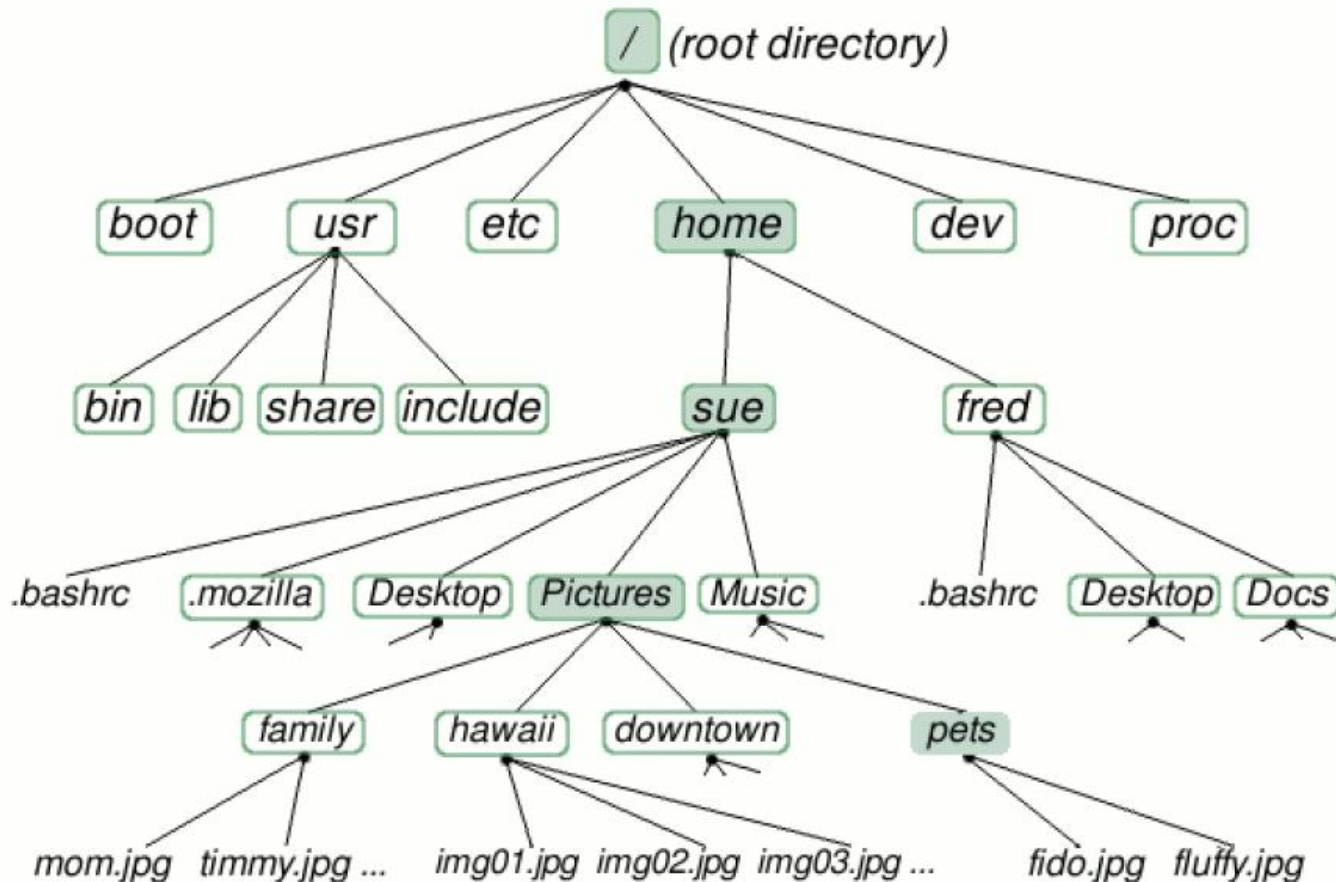 / (root directory)
boot usr etc home dev proc
bin lib share include sue fred
.bashrc .mozilla Desktop Pictures Music .bashrc Desktop Docs
family hawaii downtown pets
mom.jpg timmy.jpg ... img01.jpg img02.jpg img03.jpg ... fido.jpg fluffy.jpg